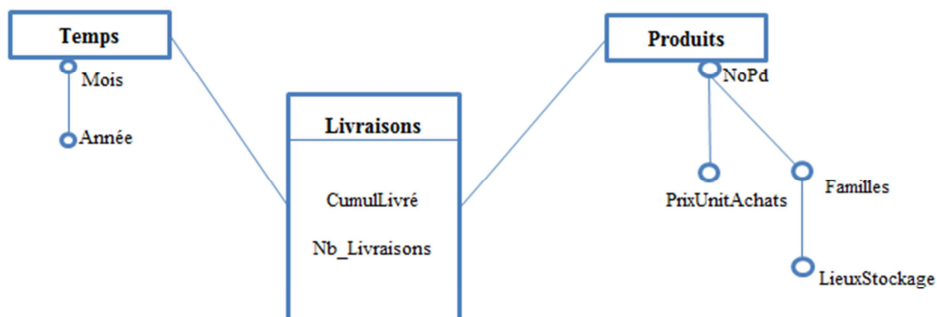 Temps
Mois
Année
Livraisons
CumulLivré
Nb_Livraisons
Produits
NoPd
PrixUnitAchats
Familles
LieuxStockage